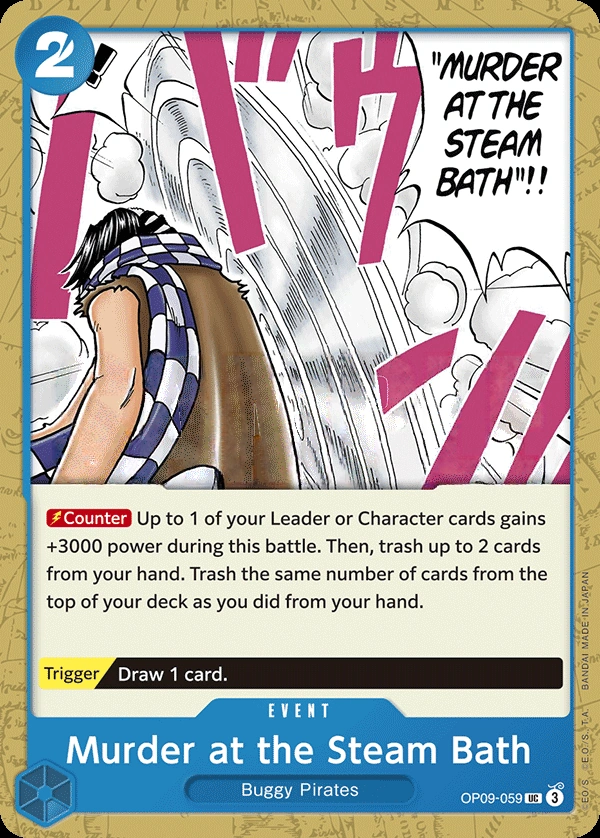 2
"MURDER
AT THE
STEAM
BATH"!!
ドドウ
Counter Up to 1 of your Leader or Character cards gains
+3000 power during this battle. Then, trash up to 2 cards
from your hand. Trash the same number of cards from the
top of your deck as you did from your hand.
Trigger Draw 1 card.
EVENT
Murder at the Steam Bath
Buggy Pirates
OP09-059 UC 3
BANDAI MADE IN JAPAN